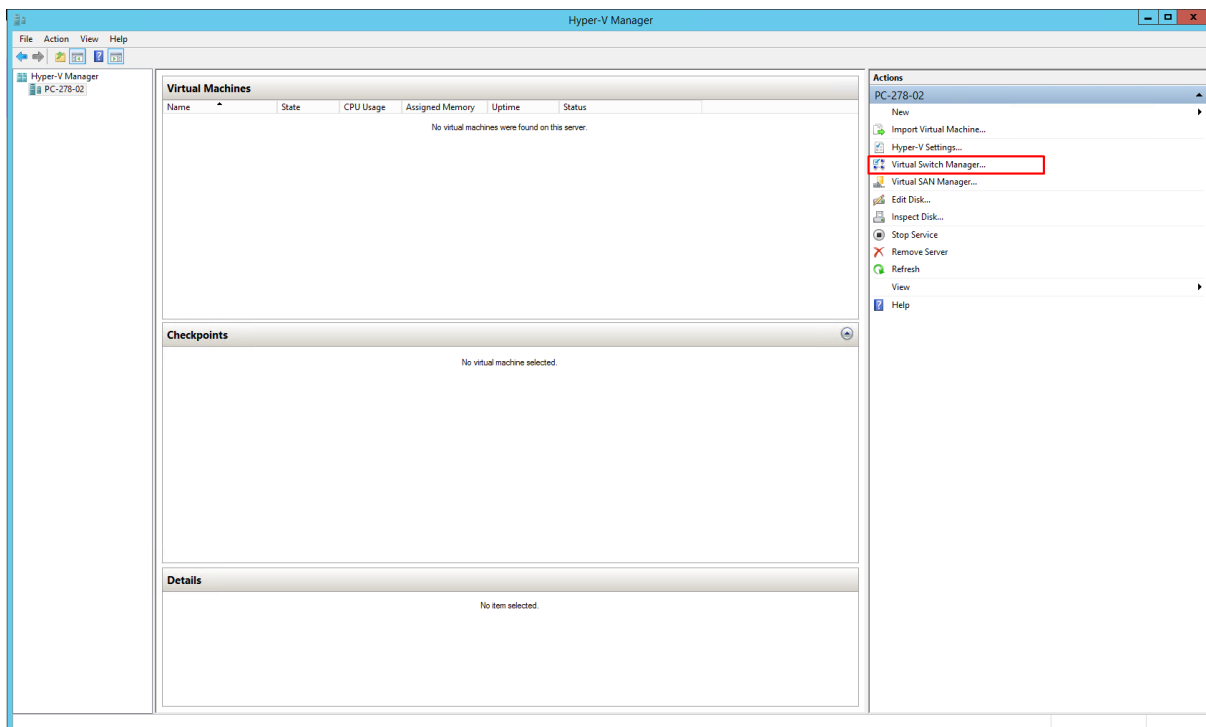 Hyper-V Manager
File Action View Help
Hyper-V Manager
PC-278-02
Virtual Machines
Name State CPU Usage Assigned Memory Uptime Status
No virtual machines were found on this server.
Checkpoints
No virtual machine selected.
Details
No item selected.
Actions
PC-278-02
New
Import Virtual Machine...
Hyper-V Settings...
Virtual Switch Manager...
Virtual SAN Manager...
Edit Disk...
Inspect Disk...
Stop Service
Remove Server
Refresh
View
Help